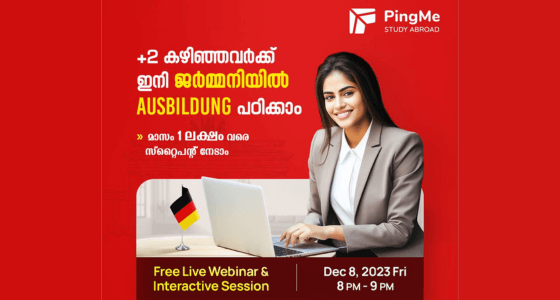 PingMe
STUDY ABROAD
+2 കഴിഞ്ഞവർക്ക്
ഇനി ജർമ്മനിയിൽ
AUSBILDUNG പഠിക്കാം
» മാസം 1 ലക്ഷം വരെ
സ്റ്റൈപന്റ് നേടാം
Free Live Webinar &
Interactive Session
Dec 8, 2023 Fri
8 PM - 9 PM